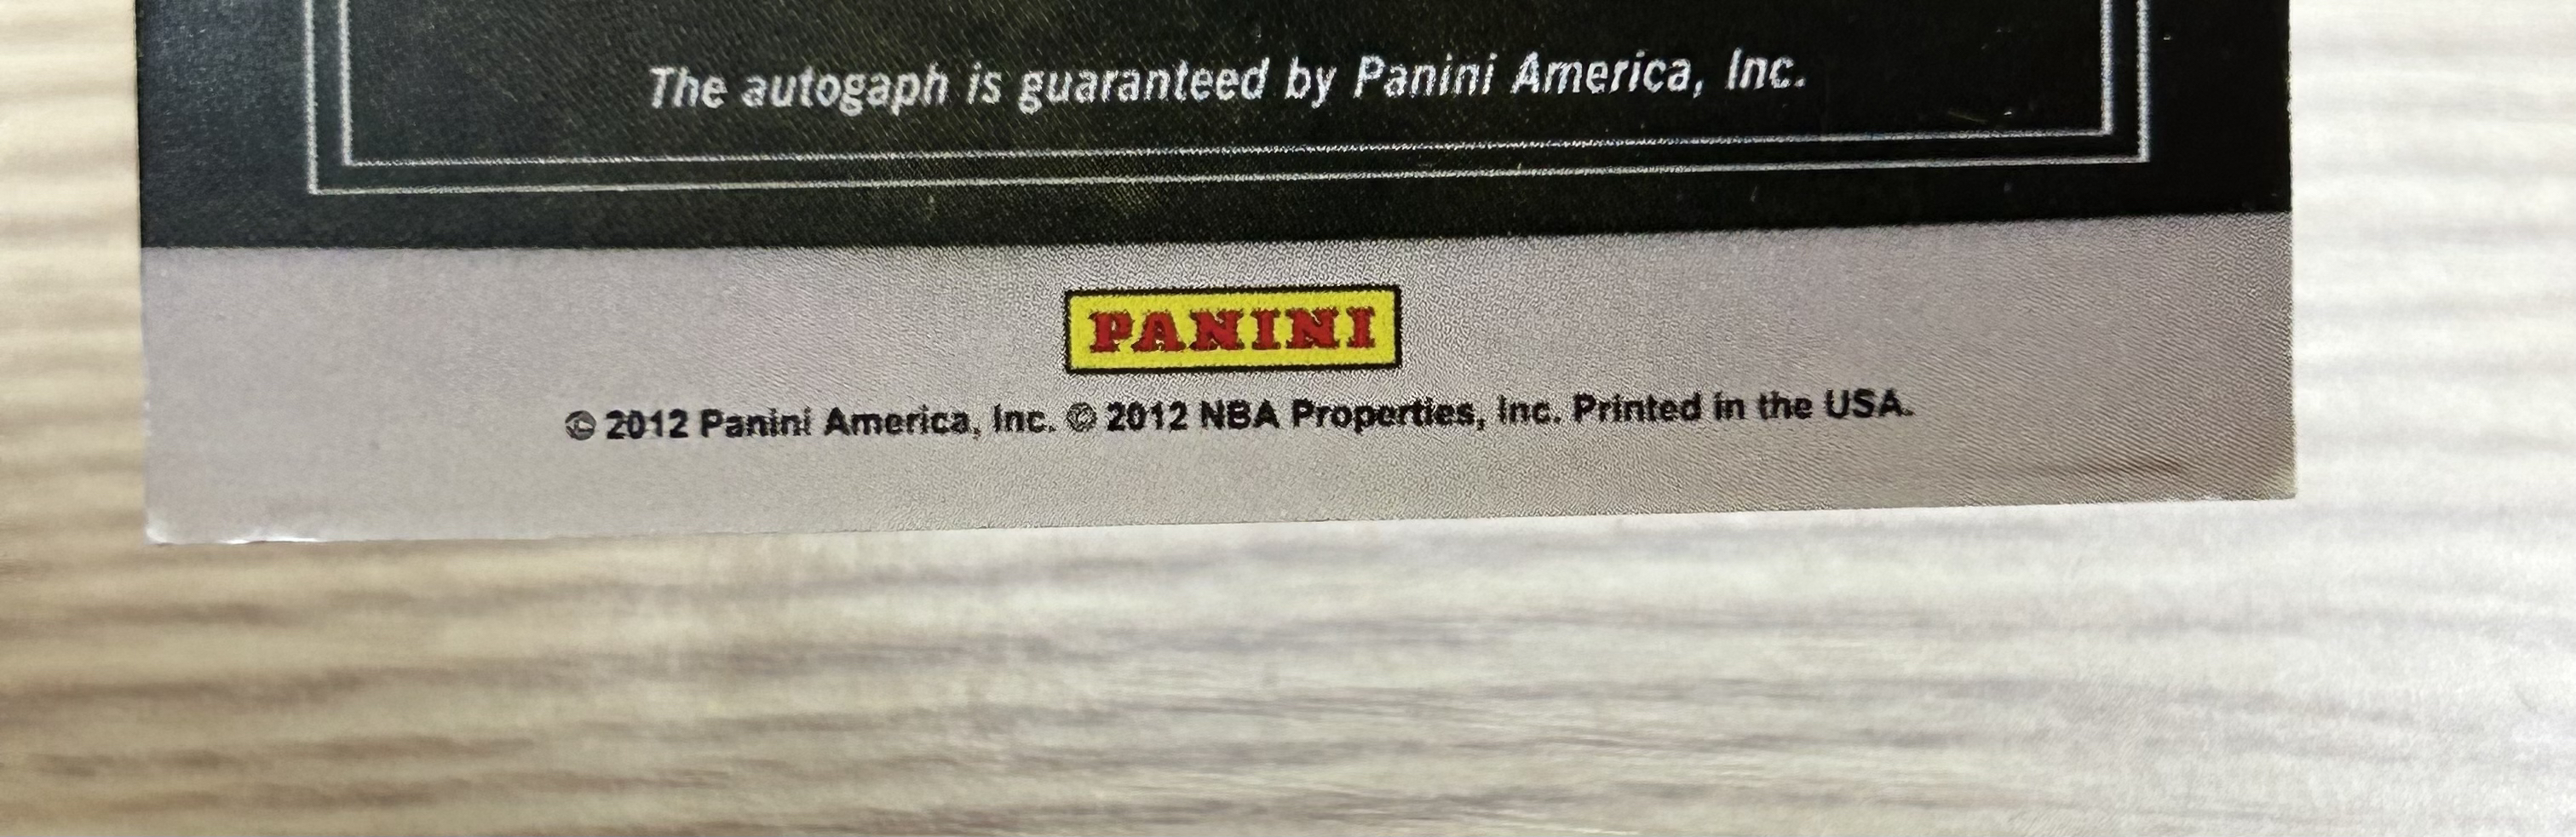 The autogaph is guaranteed by Panini America, Inc.
PANINI
© 2012 Panini America, Inc. © 2012 NBA Properties, Inc. Printed in the USA.